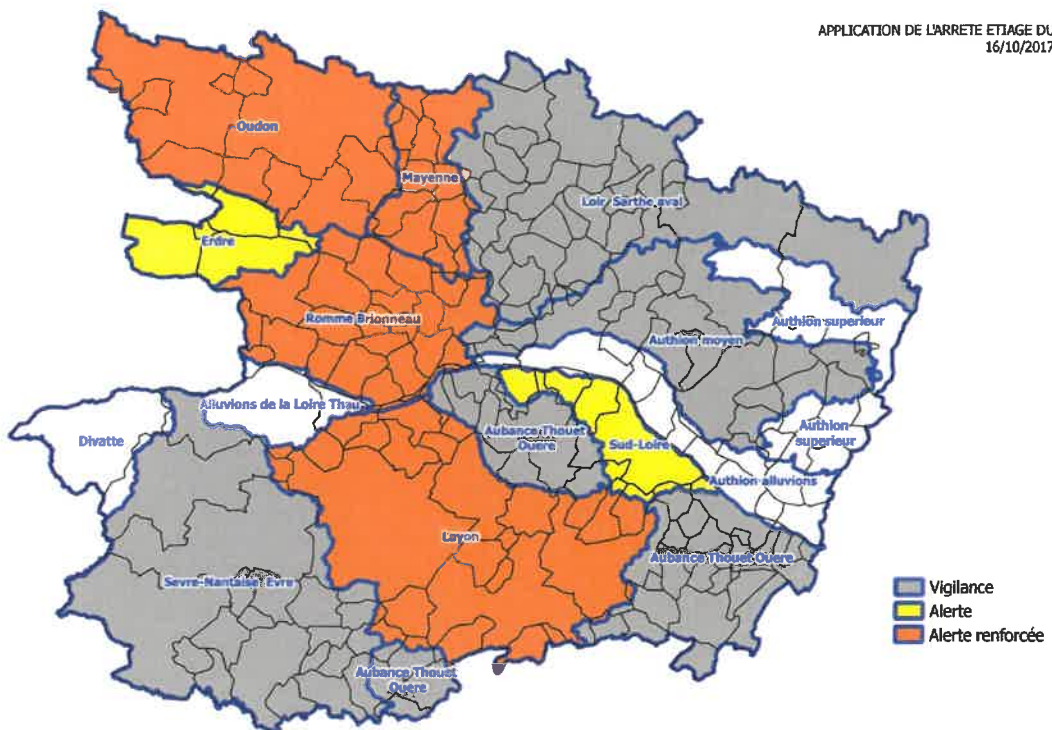 APPLICATION DE L'ARRETE ETIAGE DU
16/10/2017
Oudon
Mayenne
Loir Sarthe aval
Erdre
Romme Brionneau
Authion superieur
Authion moyen
Alluvions de la Loire Thau
Divatte
Aubance Thouet
Ouere
Sud-Loire
Authion
superieur
Authion alluvions
Layon
Aubance Thouet Ouere
Sevre-Nantaise Evre
Aubance Thouet
Ouere
Vigilance
Alerte
Alerte renforcée